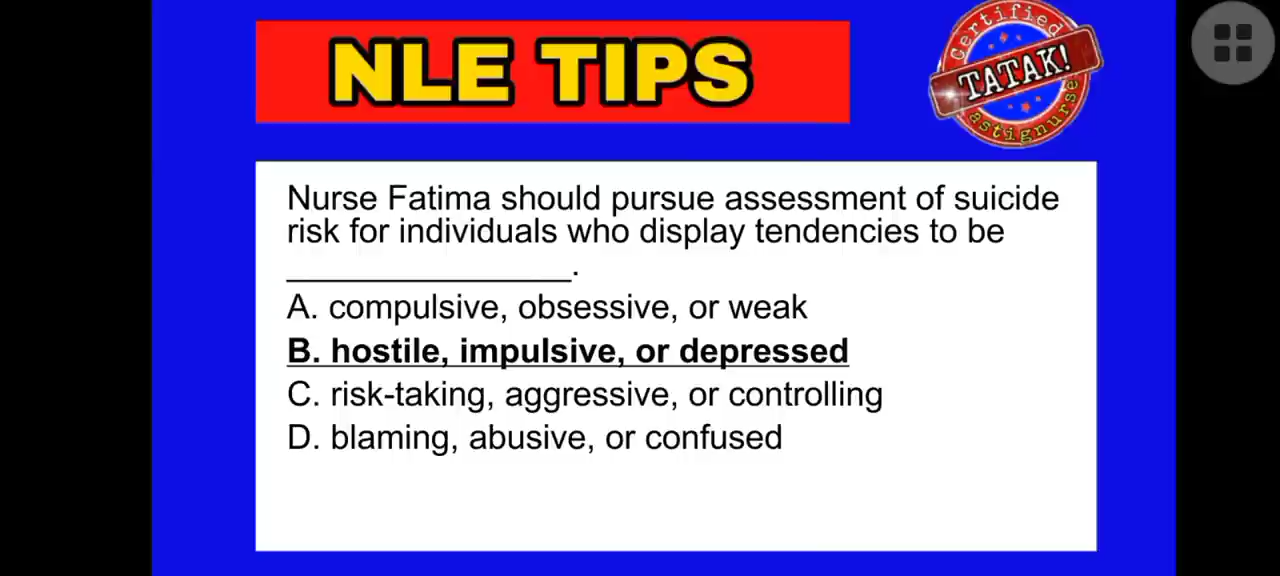 NLE TIPS
Certified
TATAK!
astignurse
Nurse Fatima should pursue assessment of suicide
risk for individuals who display tendencies to be
_______________.
A. compulsive, obsessive, or weak
B. hostile, impulsive, or depressed
C. risk-taking, aggressive, or controlling
D. blaming, abusive, or confused